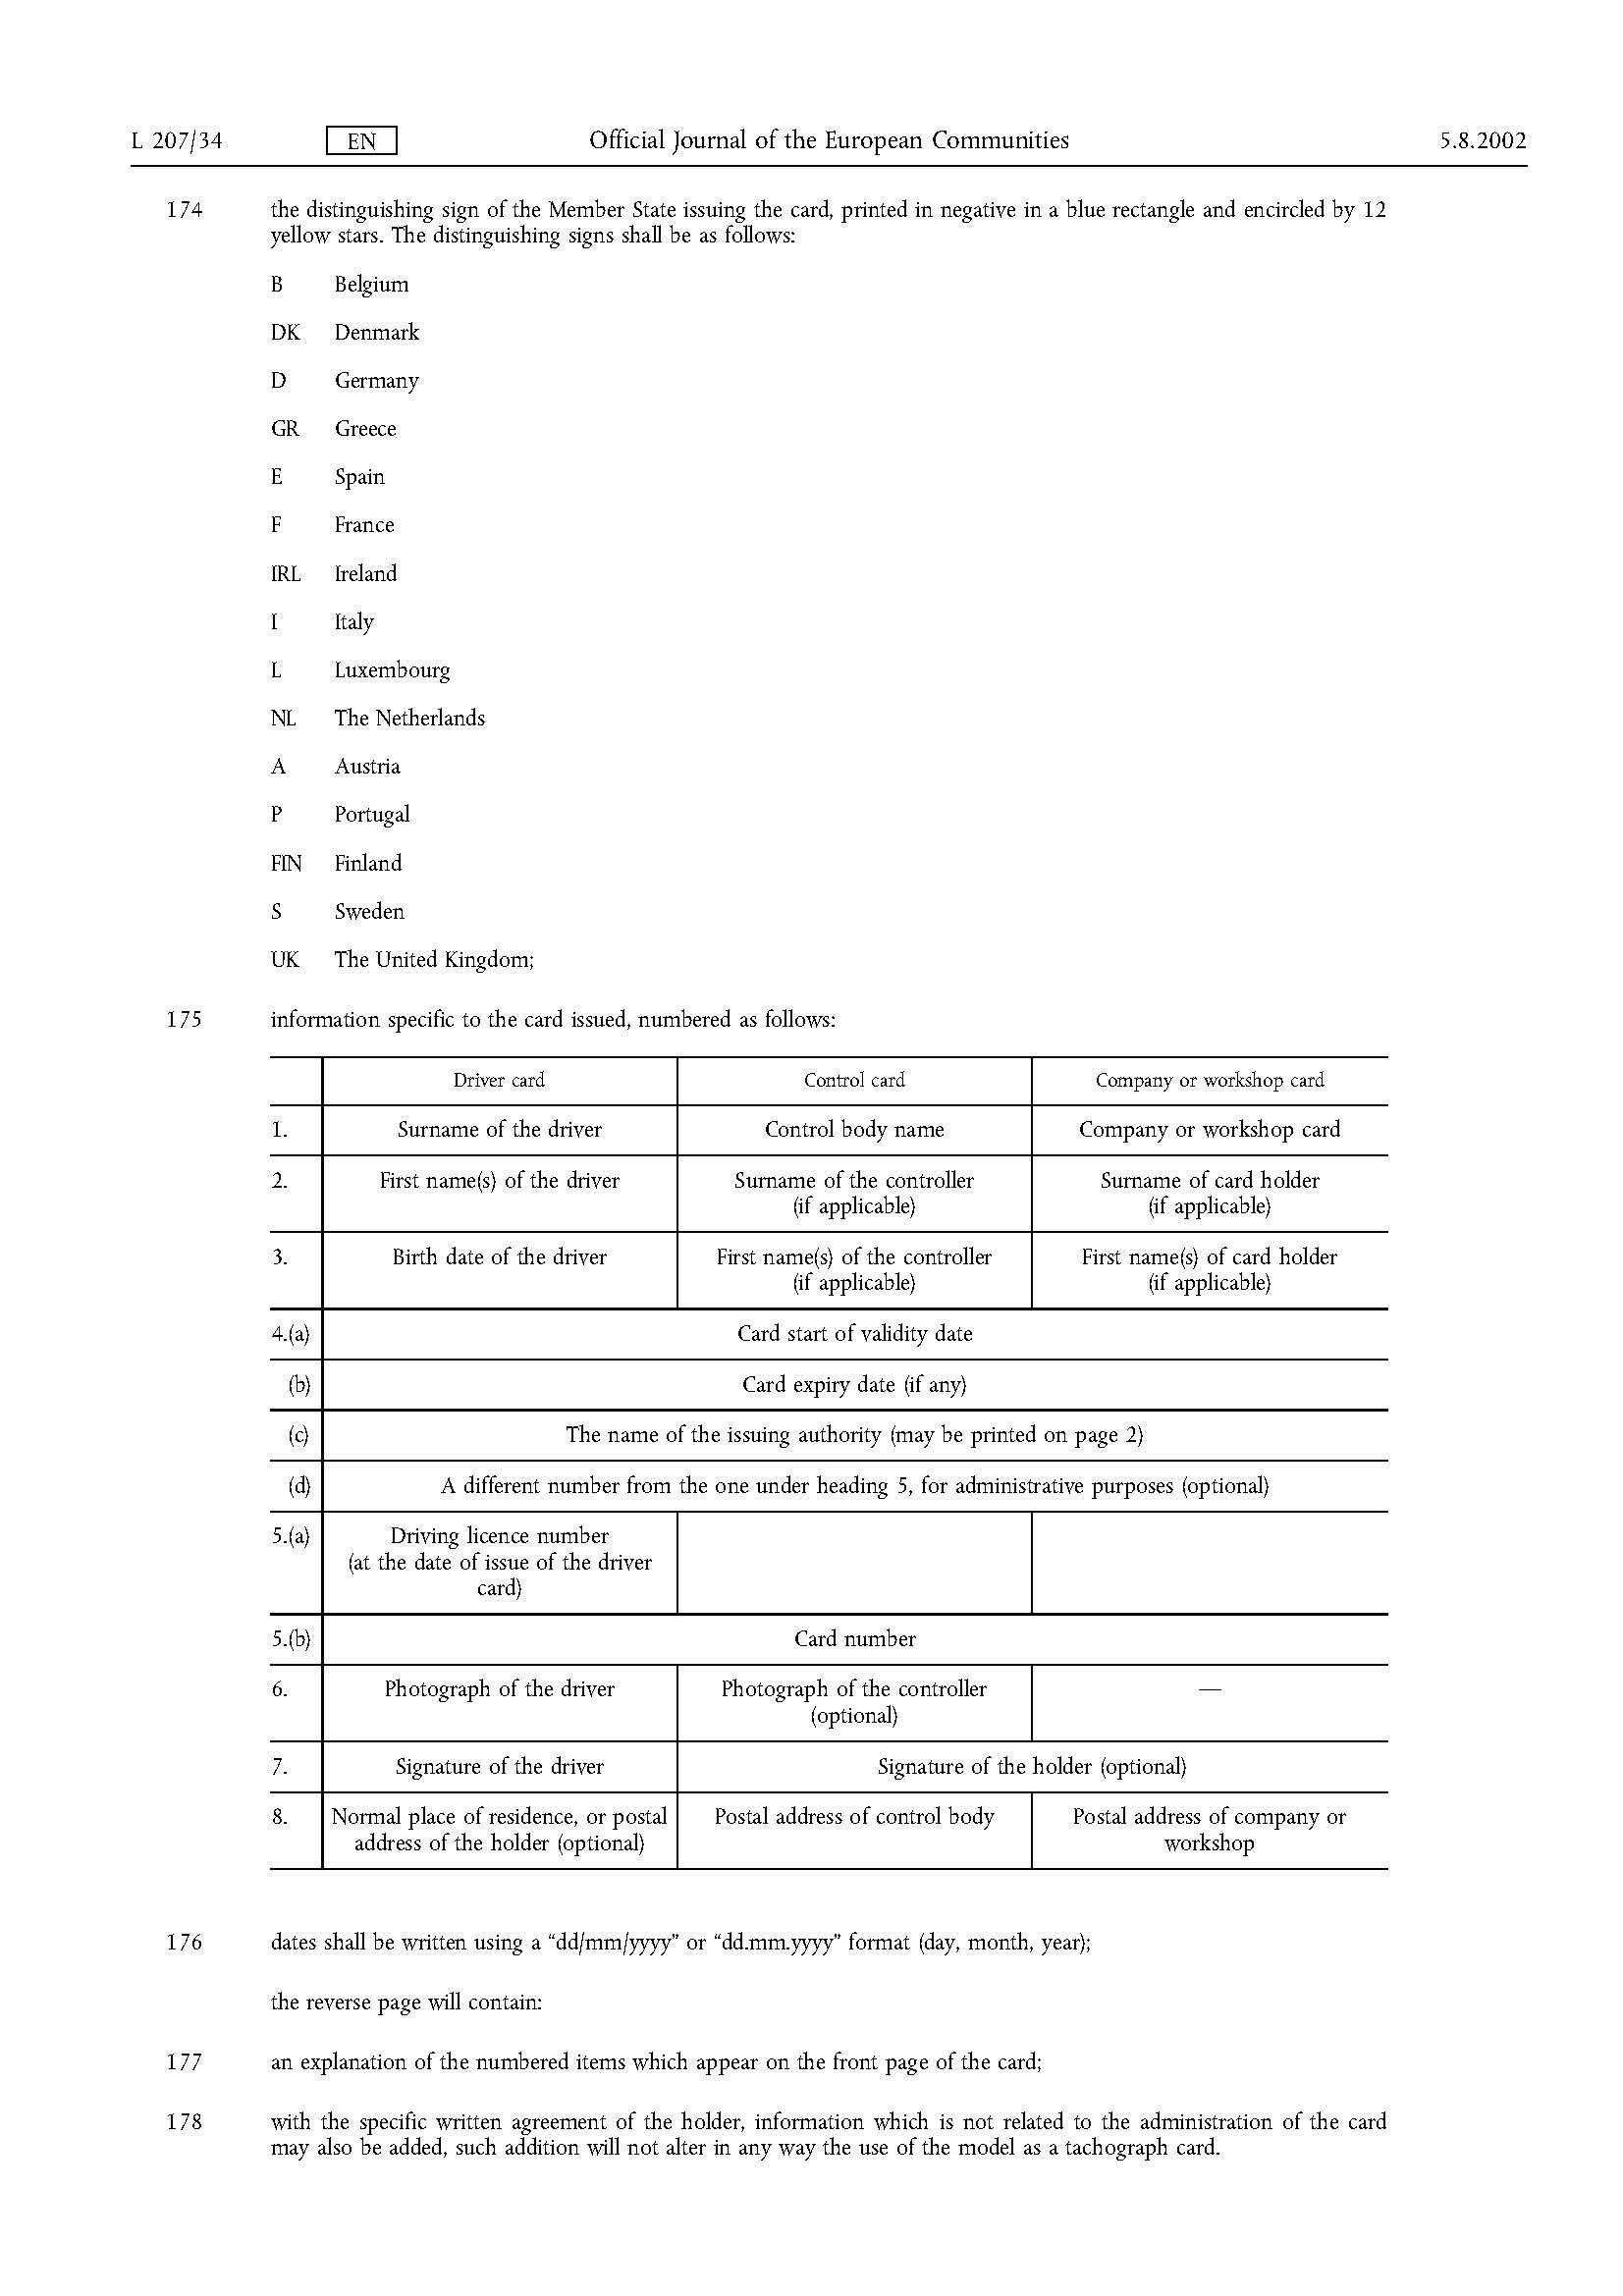 L 207/34 EN Official Journal of the European Communities 5.8.2002
174 the distinguishing sign of the Member State issuing the card, printed in negative in a blue rectangle and encircled by 12
yellow stars. The distinguishing signs shall be as follows:
B Belgium
DK Denmark
D Germany
GR Greece
E Spain
F France
IRL Ireland
I Italy
L Luxembourg
NL The Netherlands
A Austria
P Portugal
FIN Finland
S Sweden
UK The United Kingdom;
175 information specific to the card issued, numbered as follows:
Driver card Control card Company or workshop card
1. Surname of the driver Control body name Company or workshop card
2. First name(s) of the driver Surname of the controller Surname of card holder
(if applicable) (if applicable)
3. Birth date of the driver First name(s) of the controller First name(s) of card holder
(if applicable) (if applicable)
4.(a) Card start of validity date
(b) Card expiry date (if any)
(c) The name of the issuing authority (may be printed on page 2)
(d) A different number from the one under heading 5, for administrative purposes (optional)
5.(a) Driving licence number
(at the date of issue of the driver
card)
5.(b) Card number
6. Photograph of the driver Photograph of the controller —
(optional)
7. Signature of the driver Signature of the holder (optional)
8. Normal place of residence, or postal Postal address of control body Postal address of company or
address of the holder (optional) workshop
176 dates shall be written using a “dd/mm/yyyy” or “dd.mm.yyyy” format (day, month, year);
the reverse page will contain:
177 an explanation of the numbered items which appear on the front page of the card;
178 with the specific written agreement of the holder, information which is not related to the administration of the card
may also be added, such addition will not alter in any way the use of the model as a tachograph card.